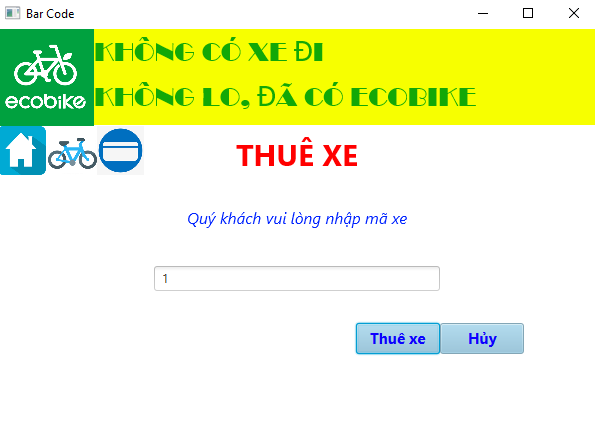 Bar Code
KHÔNG CÓ XE ĐI
KHÔNG LO, ĐÃ CÓ ECOBIKE
ecobike
THUÊ XE
Quý khách vui lòng nhập mã xe
1
Thuê xe
Hủy